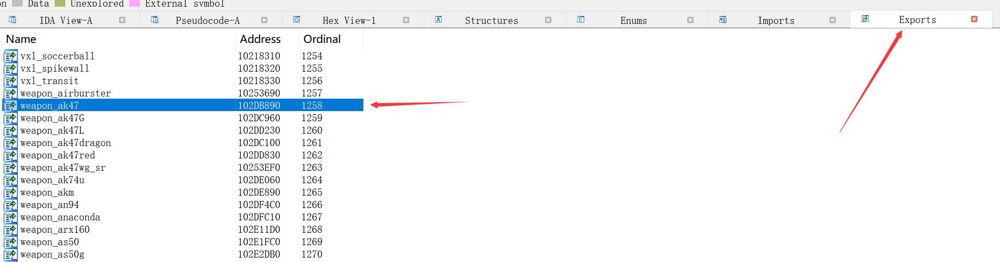 on Data Unexplored External symbol
IDA View-A Pseudocode-A Hex View-1 Structures Enums Imports Exports
Name Address Ordinal
vxl_soccerball 10218310 1254
vxl_spikewall 10218320 1255
vxl_transit 10218330 1256
weapon_airburster 10253690 1257
weapon_ak47 102DB890 1258
weapon_ak47G 102DC960 1259
weapon_ak47L 102DD230 1260
weapon_ak47dragon 102DC100 1261
weapon_ak47red 102DD830 1262
weapon_ak47wg_sr 10253EF0 1263
weapon_ak74u 102DE060 1264
weapon_akm 102DE890 1265
weapon_an94 102DF4C0 1266
weapon_anaconda 102DFC10 1267
weapon_arx160 102E11D0 1268
weapon_as50 102E1FC0 1269
weapon_as50g 102E2DB0 1270